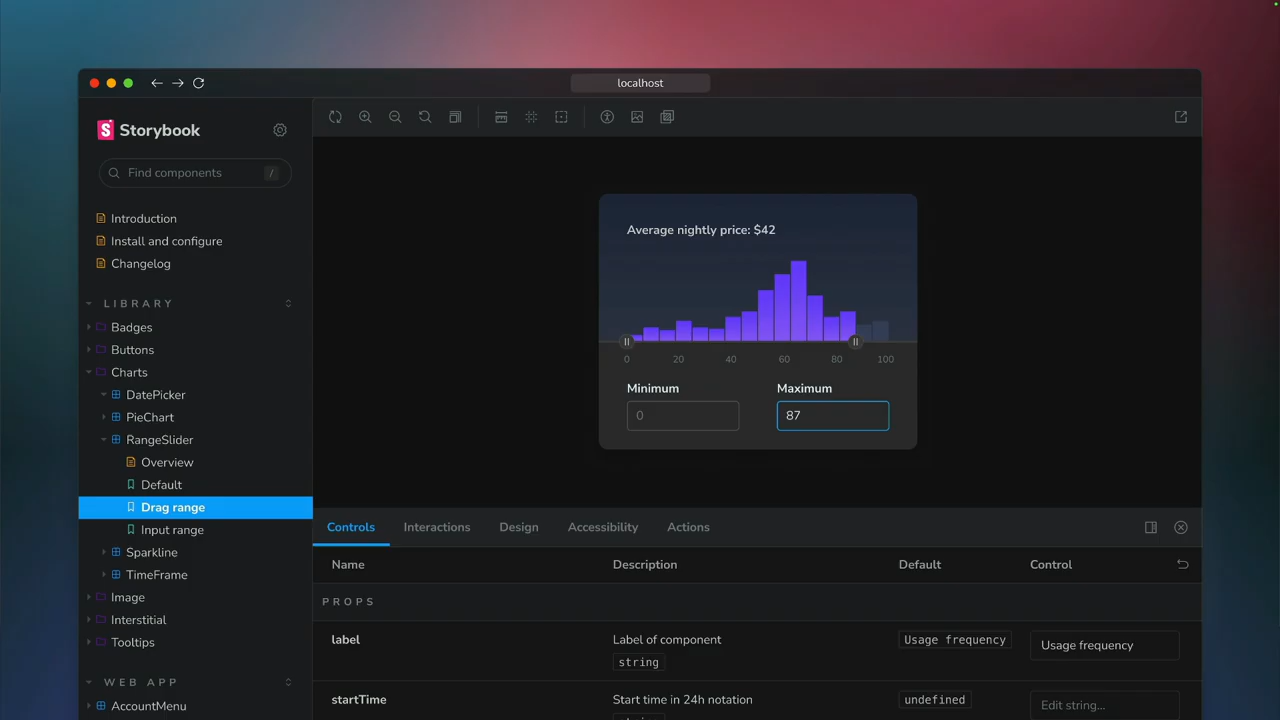 localhost
Storybook
Find components /
Introduction
Install and configure
Changelog
LIBRARY
Badges
Buttons
Charts
DatePicker
PieChart
RangeSlider
Overview
Default
Drag range
Input range
Sparkline
TimeFrame
Image
Interstitial
Tooltips
WEB APP
AccountMenu
Average nightly price: $42
0 20 40 60 80 100
Minimum Maximum
0 87
Controls Interactions Design Accessibility Actions
Name Description Default Control
PROPS
label Label of component Usage frequency Usage frequency
string
startTime Start time in 24h notation undefined Edit string...
string